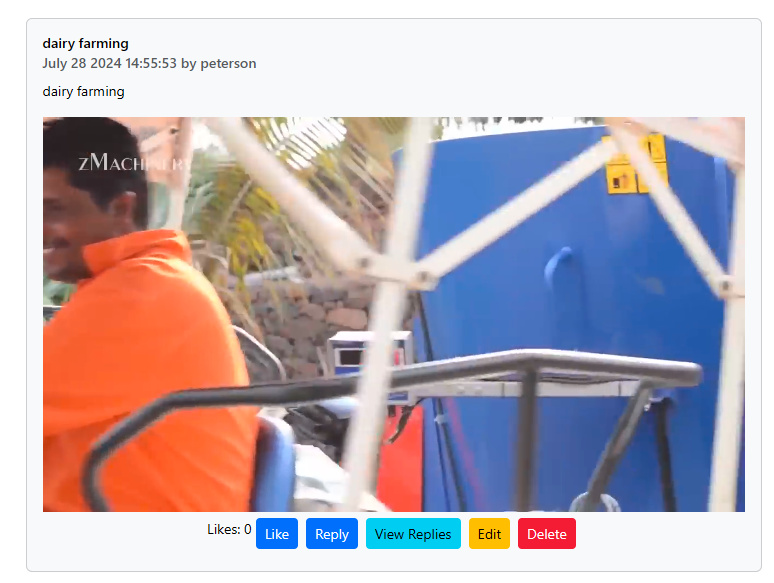 dairy farming
July 28 2024 14:55:53 by peterson
dairy farming
zMachinery
Likes: 0 Like Reply View Replies Edit Delete